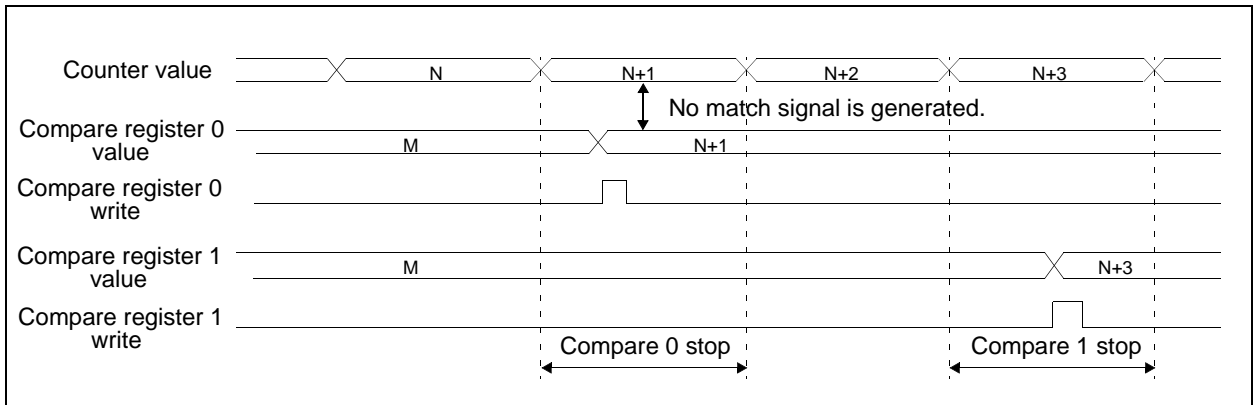 Counter value
N
N+1
N+2
N+3
No match signal is generated.
Compare register 0
value
M
N+1
Compare register 0
write
Compare register 1
value
M
N+3
Compare register 1
write
Compare 0 stop
Compare 1 stop